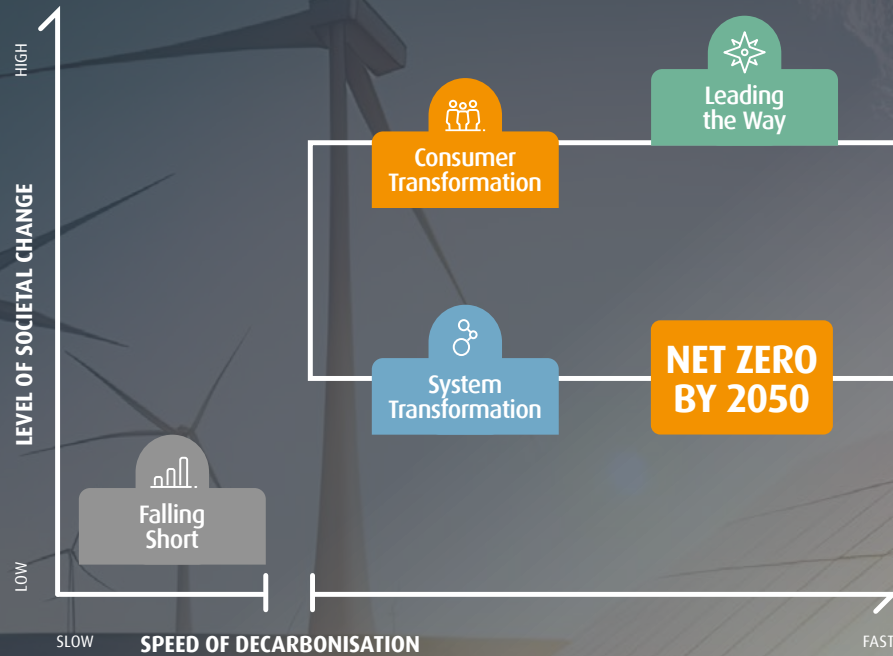 HIGH
LEVEL OF SOCIETAL CHANGE
LOW
Leading
the Way
Consumer
Transformation
System
Transformation
NET ZERO
BY 2050
Falling
Short
SLOW
SPEED OF DECARBONISATION
FAST